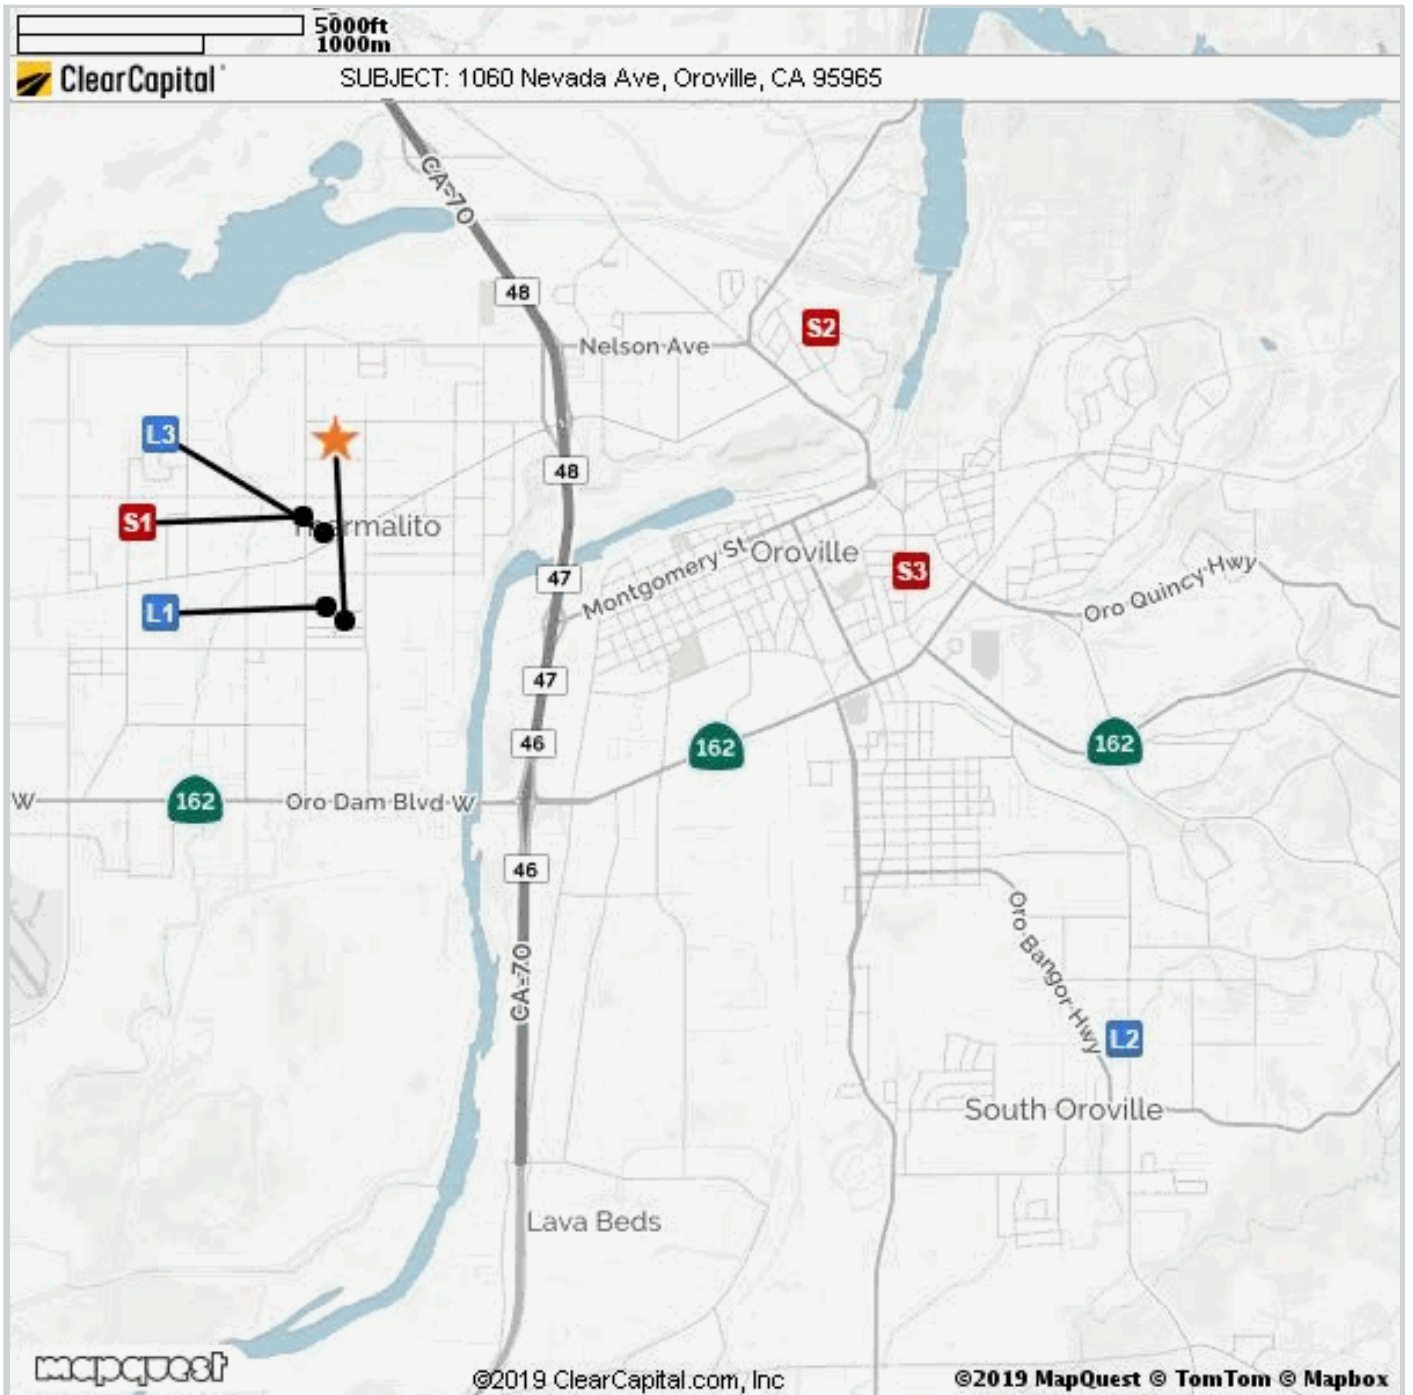 5000ft
1000m
ClearCapital
SUBJECT: 1060 Nevada Ave, Oroville, CA 95965
CA-70
48
S2
Nelson Ave
L3
48
S1
Thermalito
Montgomery St
Oroville
47
S3
Oro Quincy Hwy
L1
47
46
162
162
W
162
Oro Dam Blvd W
46
Oro Bangor Hwy
CA-70
L2
South Oroville
Lava Beds
mapquest
©2019 ClearCapital.com, Inc
©2019 MapQuest © TomTom © Mapbox